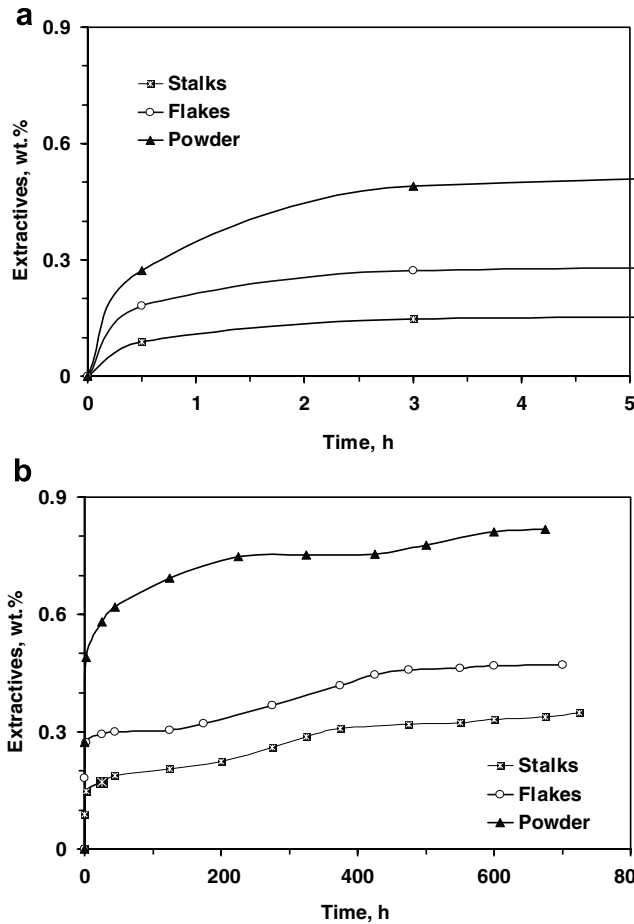 a
0.9
Stalks
Flakes
Powder
0.6
Extractives, wt.%
0.3
0
0 1 2 3 4 5
Time, h
b
0.9
0.6
Extractives, wt.%
0.3
Stalks
Flakes
Powder
0
0 200 400 600 80
Time, h